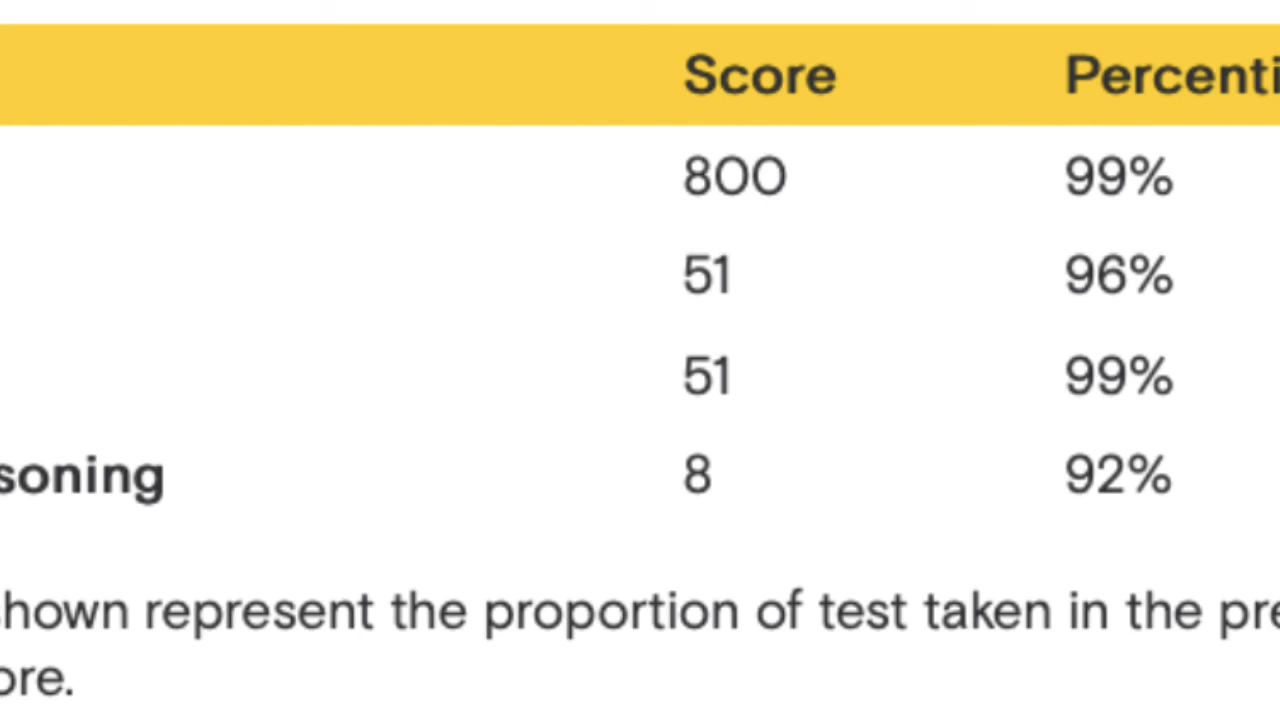 Score Percenti
800 99%
51 96%
51 99%
soning 8 92%
hown represent the proportion of test taken in the pre
ore.